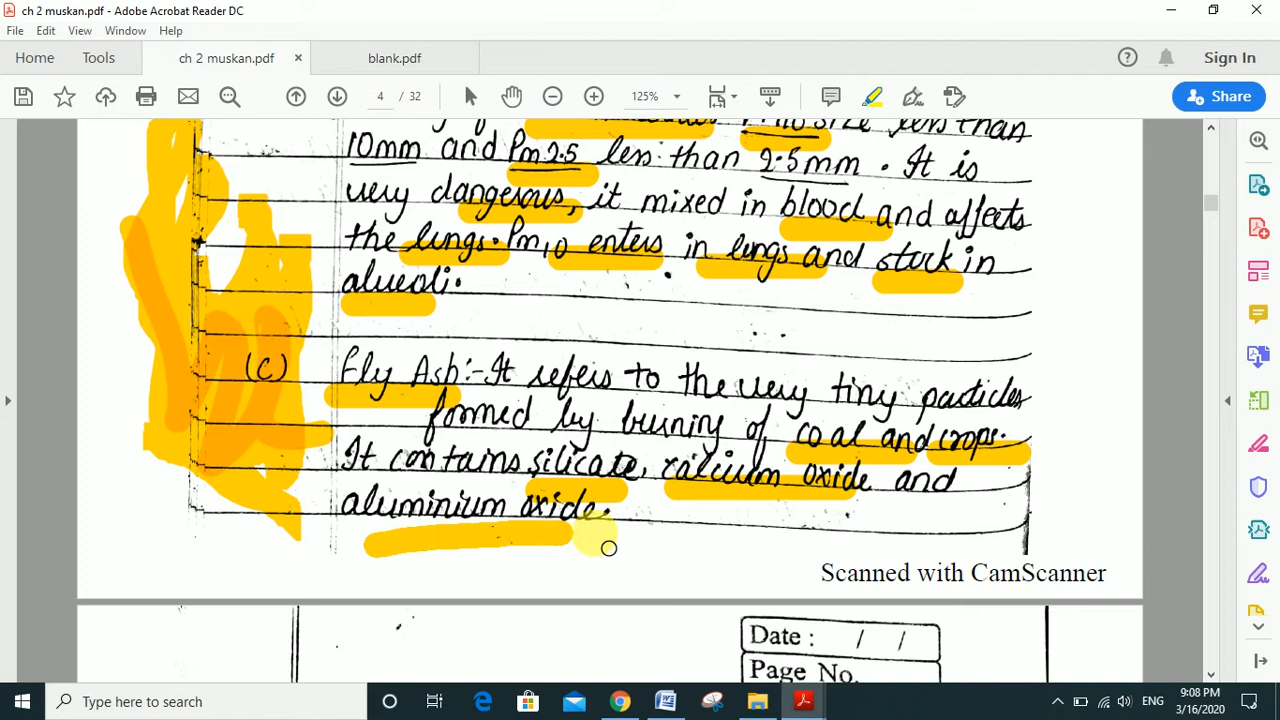 ch 2 muskan.pdf - Adobe Acrobat Reader DC
File Edit View Window Help
Home Tools ch 2 muskan.pdf × blank.pdf Sign In
4 / 32 125% Share
size less than
10mm and Pm2.5 less than 2.5mm. It is
very dangerous, it mixed in blood and affects
the lungs. Pm10 enters in lungs and stuck in
alveoli.
(C) Fly Ash:- It refers to the very tiny particles
formed by burning of coal and crops.
It contains silicate, calcium oxide and
aluminium oxide.
Scanned with CamScanner
Date : / /
Page No.
Type here to search
ENG
9:08 PM
3/16/2020